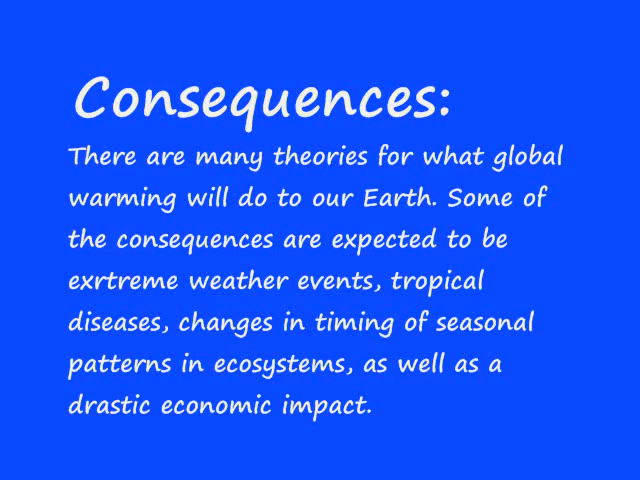 Consequences:
There are many theories for what global
warming will do to our Earth. Some of
the consequences are expected to be
exrtreme weather events, tropical
diseases, changes in timing of seasonal
patterns in ecosystems, as well as a
drastic economic impact.